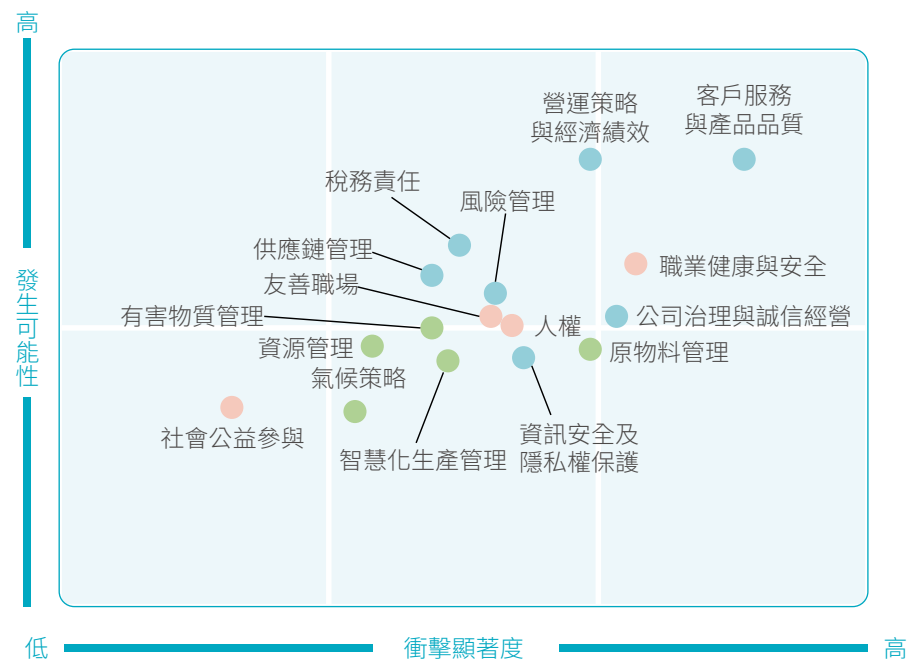 高
客戶服務
與產品品質
營運策略
與經濟績效
稅務責任
風險管理
供應鏈管理
職業健康與安全
友善職場
有害物質管理
人權
公司治理與誠信經營
發生可能性
資源管理
原物料管理
氣候策略
社會公益參與
資訊安全及
隱私權保護
智慧化生產管理
低
衝擊顯著度
高